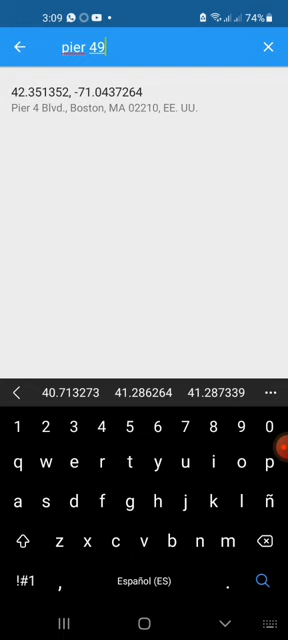 3:09 74%
pier 49
42.351352, -71.0437264
Pier 4 Blvd., Boston, MA 02210, EE. UU.
40.713273 41.286264 41.287339 •••
1 2 3 4 5 6 7 8 9 0
q w e r t y u i o p
a s d f g h j k l ñ
z x c v b n m
!#1 , Español (ES) .